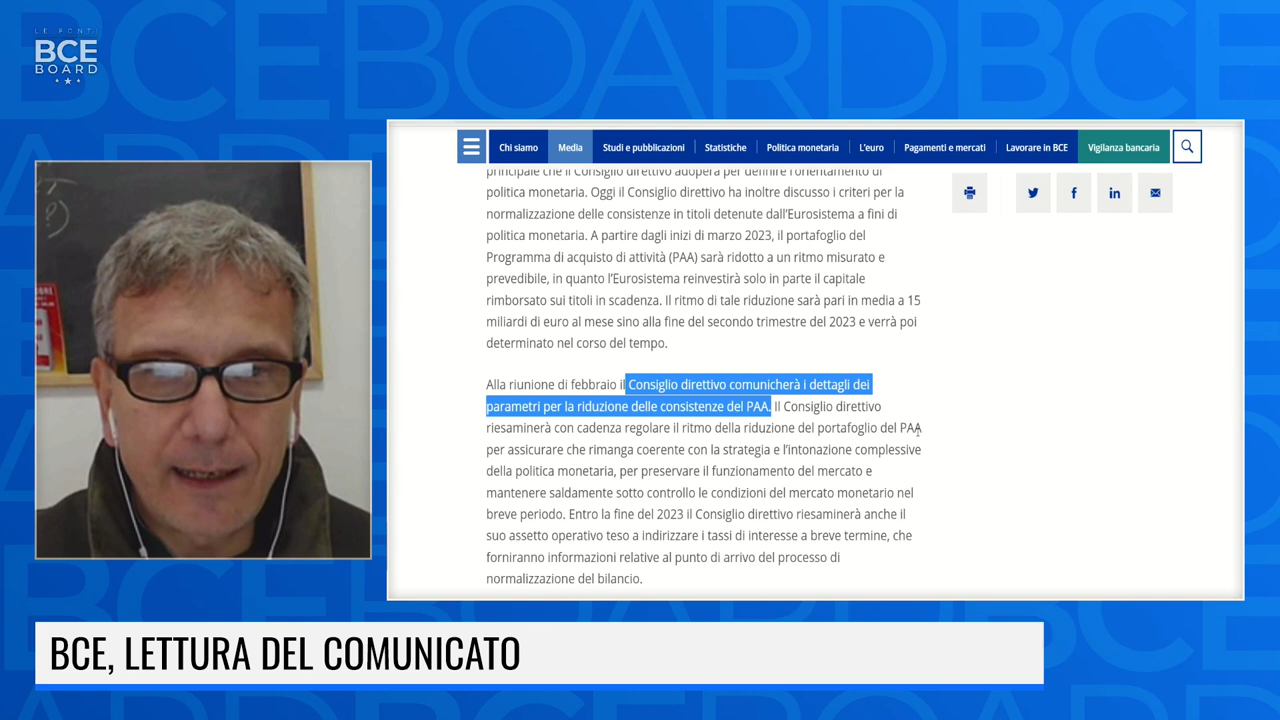 LE FONTI
BCE
BOARD
Chi siamo
Media
Studi e pubblicazioni
Statistiche
Politica monetaria
L'euro
Pagamenti e mercati
Lavorare in BCE
Vigilanza bancaria
principale che il Consiglio direttivo adopera per definire l'orientamento di
politica monetaria. Oggi il Consiglio direttivo ha inoltre discusso i criteri per la
normalizzazione delle consistenze in titoli detenute dall'Eurosistema a fini di
politica monetaria. A partire dagli inizi di marzo 2023, il portafoglio del
Programma di acquisto di attività (PAA) sarà ridotto a un ritmo misurato e
prevedibile, in quanto l'Eurosistema reinvestirà solo in parte il capitale
rimborsato sui titoli in scadenza. Il ritmo di tale riduzione sarà pari in media a 15
miliardi di euro al mese sino alla fine del secondo trimestre del 2023 e verrà poi
determinato nel corso del tempo.
Alla riunione di febbraio il Consiglio direttivo comunicherà i dettagli dei
parametri per la riduzione delle consistenze del PAA. Il Consiglio direttivo
riesaminerà con cadenza regolare il ritmo della riduzione del portafoglio del PAA
per assicurare che rimanga coerente con la strategia e l'intonazione complessive
della politica monetaria, per preservare il funzionamento del mercato e
mantenere saldamente sotto controllo le condizioni del mercato monetario nel
breve periodo. Entro la fine del 2023 il Consiglio direttivo riesaminerà anche il
suo assetto operativo teso a indirizzare i tassi di interesse a breve termine, che
forniranno informazioni relative al punto di arrivo del processo di
normalizzazione del bilancio.
BCE, LETTURA DEL COMUNICATO